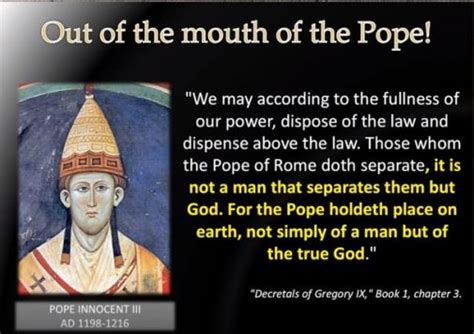 Out of the mouth of the Pope!
"We may according to the fullness of
our power, dispose of the law and
dispense above the law. Those whom
the Pope of Rome doth separate, it is
not a man that separates them but
God. For the Pope holdeth place on
earth, not simply of a man but of
the true God."
"Decretals of Gregory IX," Book 1, chapter 3.
POPE INNOCENT III
AD 1198-1216